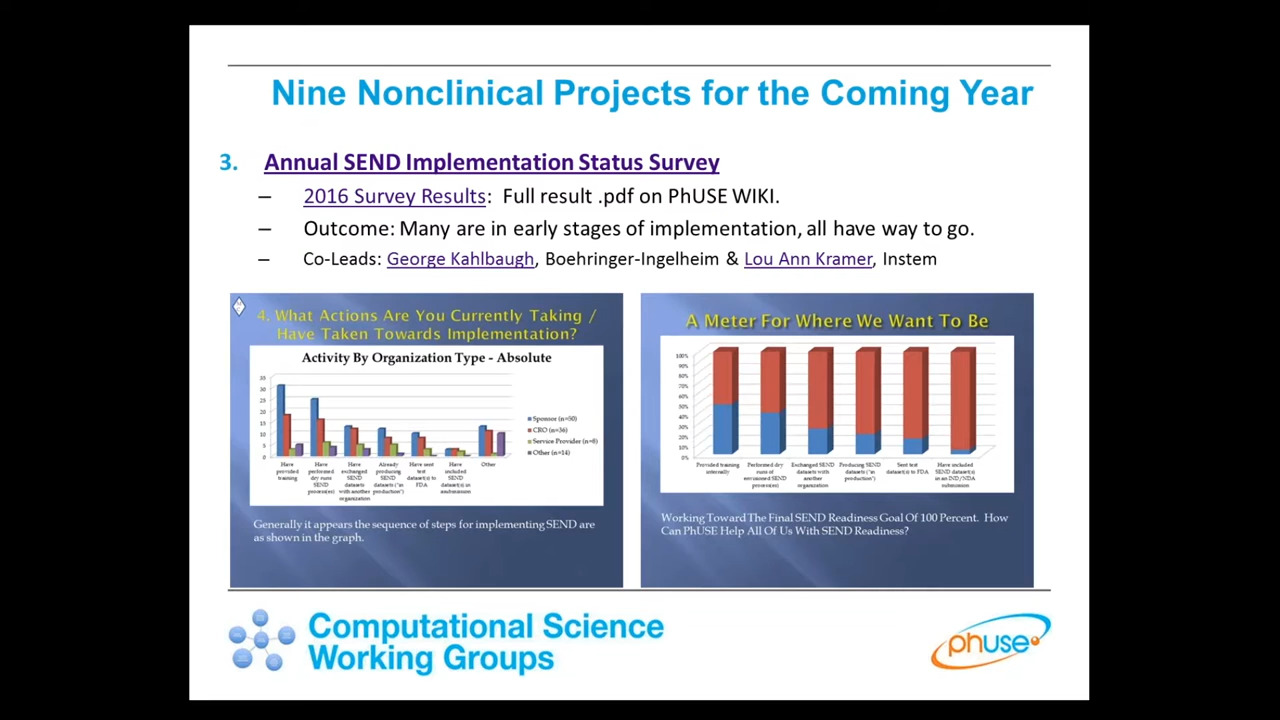 Nine Nonclinical Projects for the Coming Year
3. Annual SEND Implementation Status Survey
– 2016 Survey Results: Full result .pdf on PhUSE WIKI.
– Outcome: Many are in early stages of implementation, all have way to go.
– Co-Leads: George Kahlbaugh, Boehringer-Ingelheim & Lou Ann Kramer, Instem
4. What Actions Are You Currently Taking /
Have Taken Towards Implementation?
Activity By Organization Type - Absolute
35
30
25
20
15
10
5
0
Have provided training
Have performed dry runs SEND process(es)
Have exchanged SEND datasets with another organization
Already producing SEND datasets ("in production")
Have sent test dataset(s) to FDA
Have included SEND dataset(s) in
Other
Sponsor (n=50)
CRO (n=36)
Service Provider (n=8)
Other (n=14)
Generally it appears the sequence of steps for implementing SEND are
as shown in the graph.
A Meter For Where We Want To Be
100%
90%
80%
70%
60%
50%
40%
30%
20%
10%
0%
Provided training internally
Performed dry runs of envisioned SEND process(es)
Exchanged SEND datasets with another organization
Producing SEND datasets ("in production")
Sent test dataset(s) to FDA
Have included SEND dataset(s) in an IND/NDA submission
Working Toward The Final SEND Readiness Goal Of 100 Percent. How
Can PhUSE Help All Of Us With SEND Readiness?
Computational Science
Working Groups
phuse